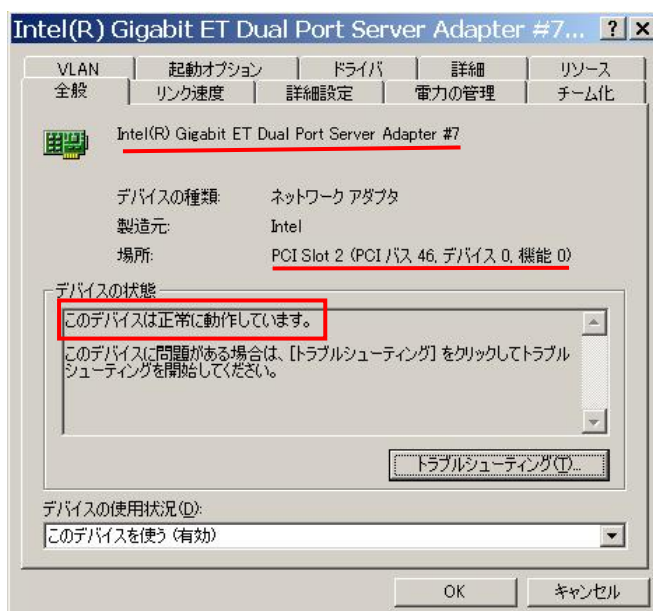 Intel(R) Gigabit ET Dual Port Server Adapter #7...
VLAN 起動オプション ドライバ 詳細 リソース
全般 リンク速度 詳細設定 電力の管理 チーム化
Intel(R) Gigabit ET Dual Port Server Adapter #7
デバイスの種類: ネットワーク アダプタ
製造元: Intel
場所: PCI Slot 2 (PCI バス 46, デバイス 0, 機能 0)
デバイスの状態
このデバイスは正常に動作しています。
このデバイスに問題がある場合は、[トラブルシューティング] をクリックしてトラブル
シューティングを開始してください。
トラブルシューティング(T)...
デバイスの使用状況(D):
このデバイスを使う (有効)
OK キャンセル